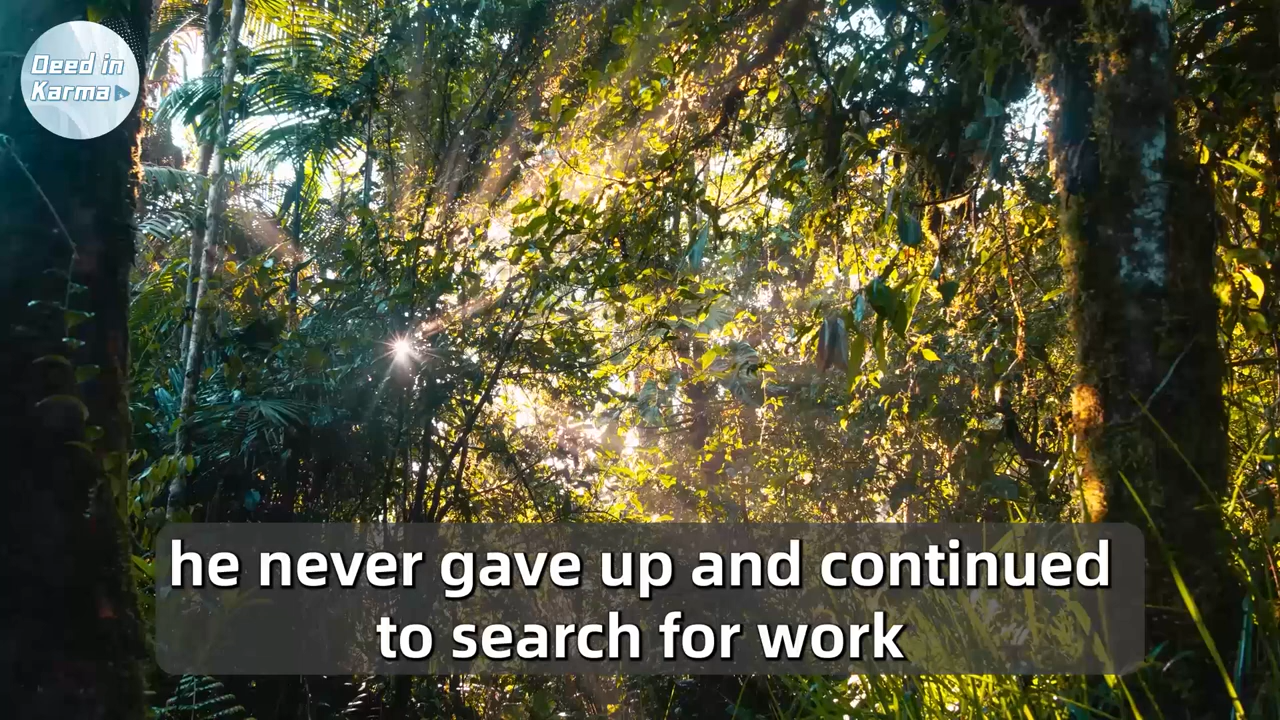 Deed in
Karma
he never gave up and continued
to search for work